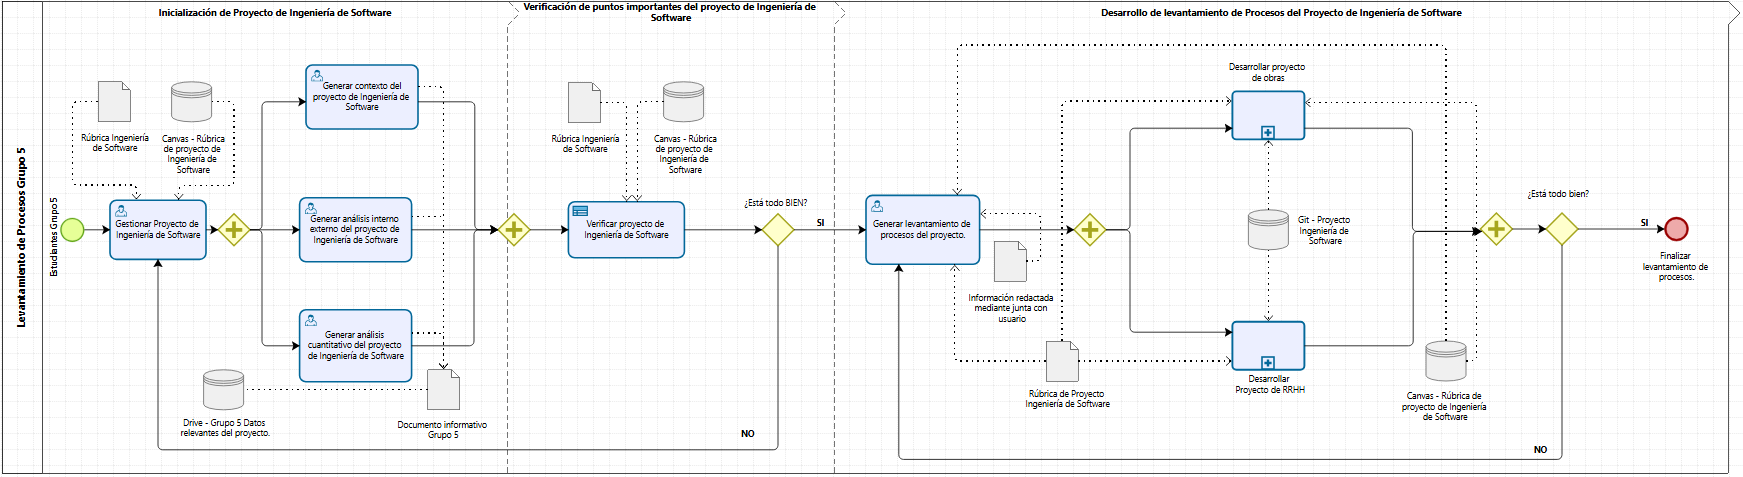 Levantamiento de Procesos Grupo 5
Estudiantes Grupo 5
Inicialización de Proyecto de Ingeniería de Software
Rúbrica Ingeniería
de Software
Canvas - Rúbrica
de proyecto de
Ingeniería de
Software
Gestionar Proyecto de
Ingeniería de Software
Generar contexto del
proyecto de Ingeniería de
Software
Generar análisis interno
externo del proyecto de
Ingeniería de Software
Generar análisis
cuantitativo del proyecto
de Ingeniería de Software
Drive - Grupo 5 Datos
relevantes del proyecto.
Documento informativo
Grupo 5
Verificación de puntos importantes del proyecto de Ingeniería de
Software
Rúbrica Ingeniería
de Software
Canvas - Rúbrica
de proyecto de
Ingeniería de
Software
Verificar proyecto de
Ingeniería de Software
¿Está todo BIEN?
SI
NO
Desarrollo de levantamiento de Procesos del Proyecto de Ingeniería de Software
Generar levantamiento de
procesos del proyecto.
Información redactada
mediante junta con
usuario
Rúbrica de Proyecto
Ingeniería de Software
Desarrollar proyecto
de obras
Git - Proyecto
Ingeniería de
Software
Desarrollar
Proyecto de RRHH
Canvas - Rúbrica de
proyecto de Ingeniería
de Software
¿Está todo bien?
SI
NO
Finalizar
levantamiento de
procesos.